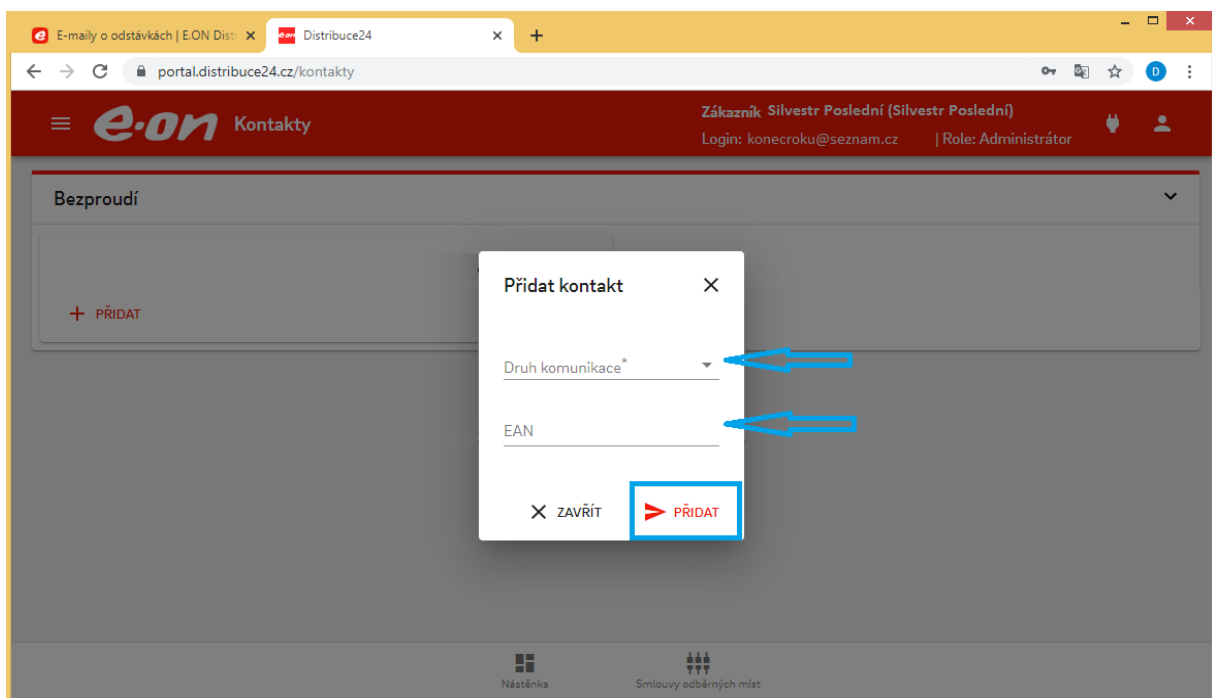 E-maily o odstávkách | E.ON Dist
Distribuce24
portal.distribuce24.cz/kontakty
D
e·on
Kontakty
Zákazník Silvestr Poslední (Silvestr Poslední)
Login: konecroku@seznam.cz | Role: Administrátor
Bezproudí
PŘIDAT
Přidat kontakt
Druh komunikace*
EAN
ZAVŘÍT
PŘIDAT
Nástěnka
Smlouvy odběrných míst